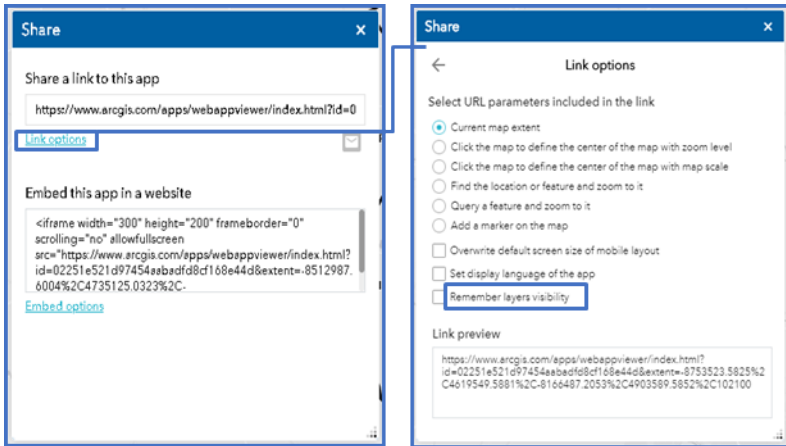 Share
×
Share a link to this app
https://www.arcgis.com/apps/webappviewer/index.html?id=0
Link options
Embed this app in a website
<iframe width="300" height="200" frameborder="0"
scrolling="no" allowfullscreen
src="https://www.arcgis.com/apps/webappviewer/index.html?
id=02251e521d97454aabadfd8cf168e44d&extent=-8512987.
6004%2C4735125.0323%2C-
Embed options
Share
×
Link options
Select URL parameters included in the link
Current map extent
Click the map to define the center of the map with zoom level
Click the map to define the center of the map with map scale
Find the location or feature and zoom to it
Query a feature and zoom to it
Add a marker on the map
Overwrite default screen size of mobile layout
Set display language of the app
Remember layers visibility
Link preview
https://www.arcgis.com/apps/webappviewer/index.html?
id=02251e521d97454aabadfd8cf168e44d&extent=-8753523.5825%2
C4619549.5881%2C-8166487.2053%2C4903589.5852%2C102100